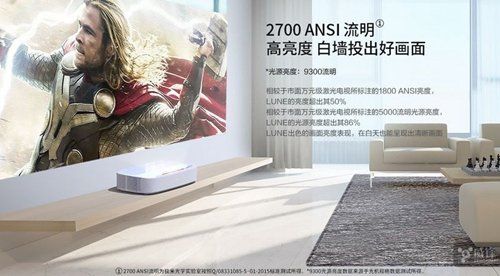 2700 ANSI 流明①
高亮度 白墙投出好画面
*光源亮度：9300流明
相较于市面万元级激光电视所标注的1800 ANSI亮度，
LUNE的亮度超出其50%
相较于市面万元级激光电视所标注的5000流明光源亮度，
LUNE的光源亮度超出其86%
LUNE出色的画面亮度表现，在白天也能呈现出清晰画面
①2700 ANSI流明为极米光学实验室按照Q/08331085-5-01-2015标准测试所得。 *9300光源亮度数据来源于光机规格数据测试所得。